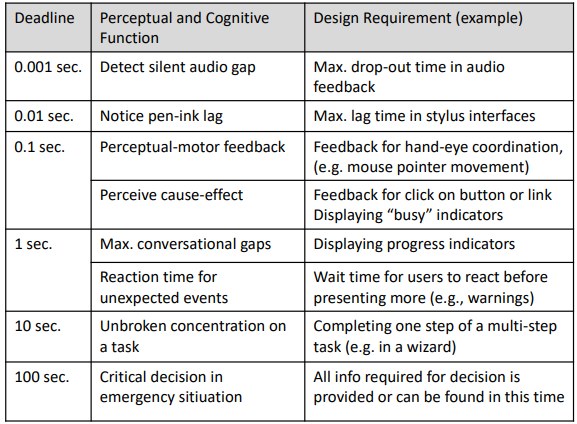 Deadline
Perceptual and Cognitive
Function
Design Requirement (example)
0.001 sec.
Detect silent audio gap
Max. drop-out time in audio
feedback
0.01 sec.
Notice pen-ink lag
Max. lag time in stylus interfaces
0.1 sec.
Perceptual-motor feedback
Feedback for hand-eye coordination,
(e.g. mouse pointer movement)
Perceive cause-effect
Feedback for click on button or link
Displaying “busy” indicators
1 sec.
Max. conversational gaps
Displaying progress indicators
Reaction time for
unexpected events
Wait time for users to react before
presenting more (e.g., warnings)
10 sec.
Unbroken concentration on
a task
Completing one step of a multi-step
task (e.g. in a wizard)
100 sec.
Critical decision in
emergency sitiuation
All info required for decision is
provided or can be found in this time